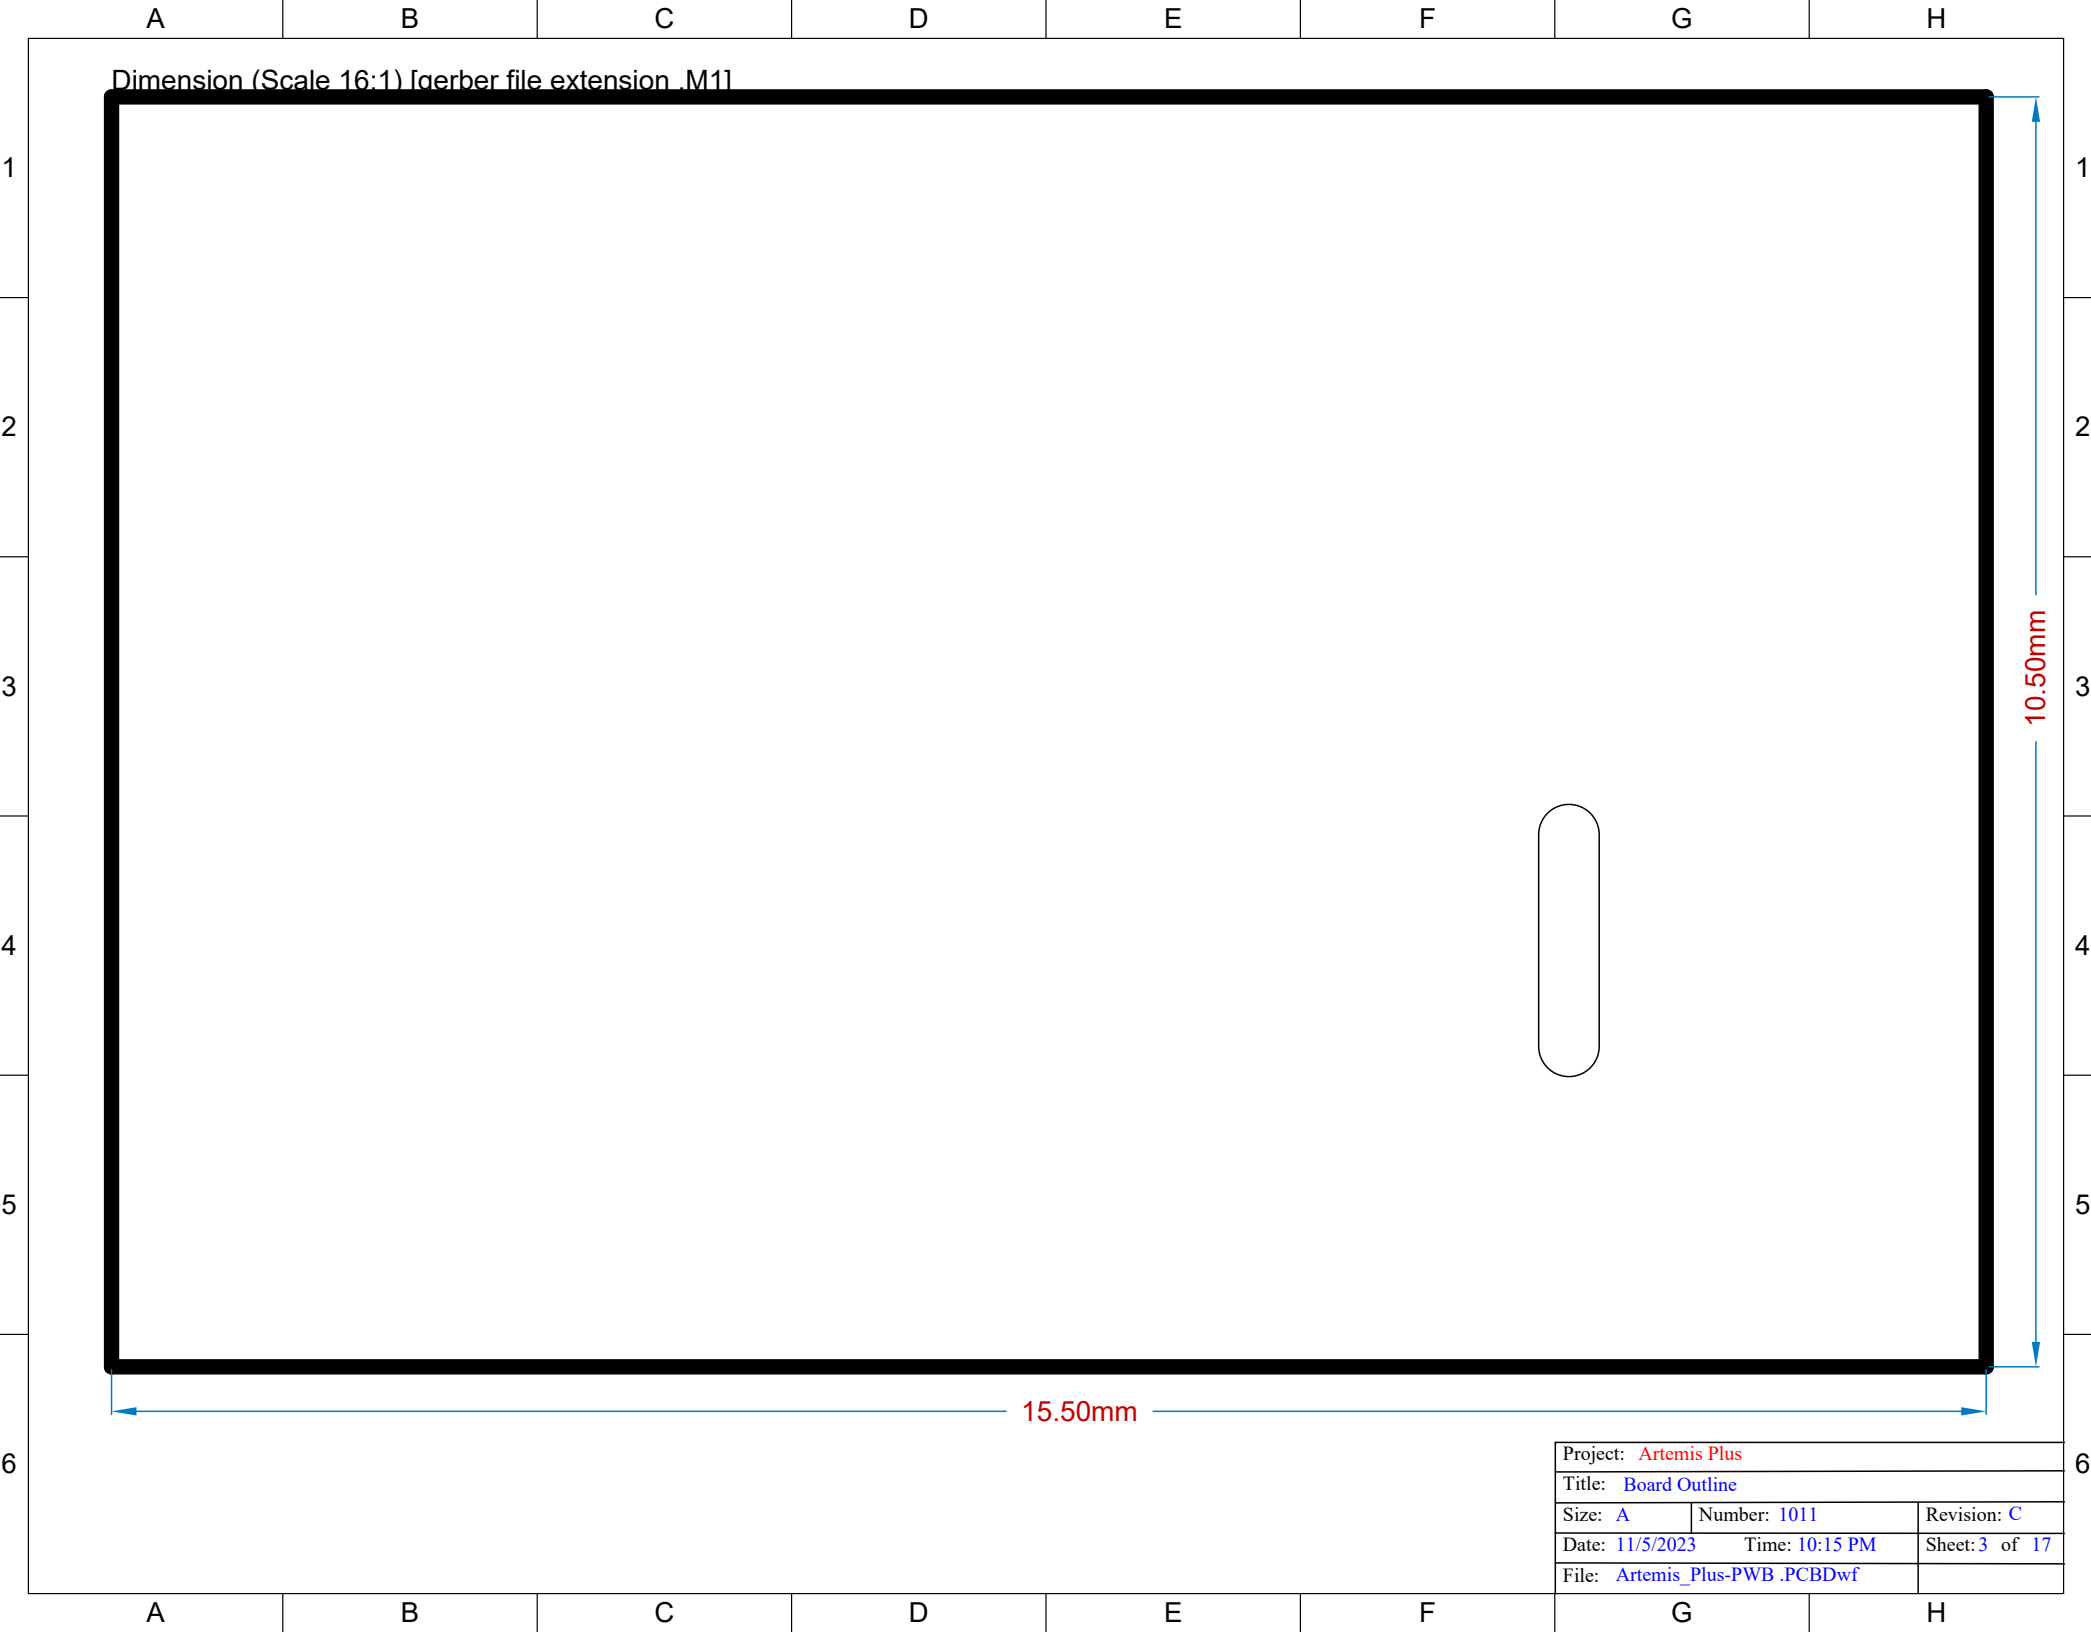 A B C D E F G H
Dimension (Scale 16:1) [gerber file extension .M1]
1 1
2 2
10.50mm
3 3
4 4
5 5
15.50mm
6 6
Project: Artemis Plus
Title: Board Outline
Size: A Number: 1011 Revision: C
Date: 11/5/2023 Time: 10:15 PM Sheet: 3 of 17
File: Artemis_Plus-PWB .PCBDwf
A B C D E F G H